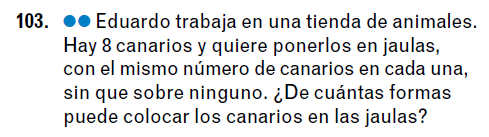 103. Eduardo trabaja en una tienda de animales.
Hay 8 canarios y quiere ponerlos en jaulas,
con el mismo número de canarios en cada una,
sin que sobre ninguno. ¿De cuántas formas
puede colocar los canarios en las jaulas?